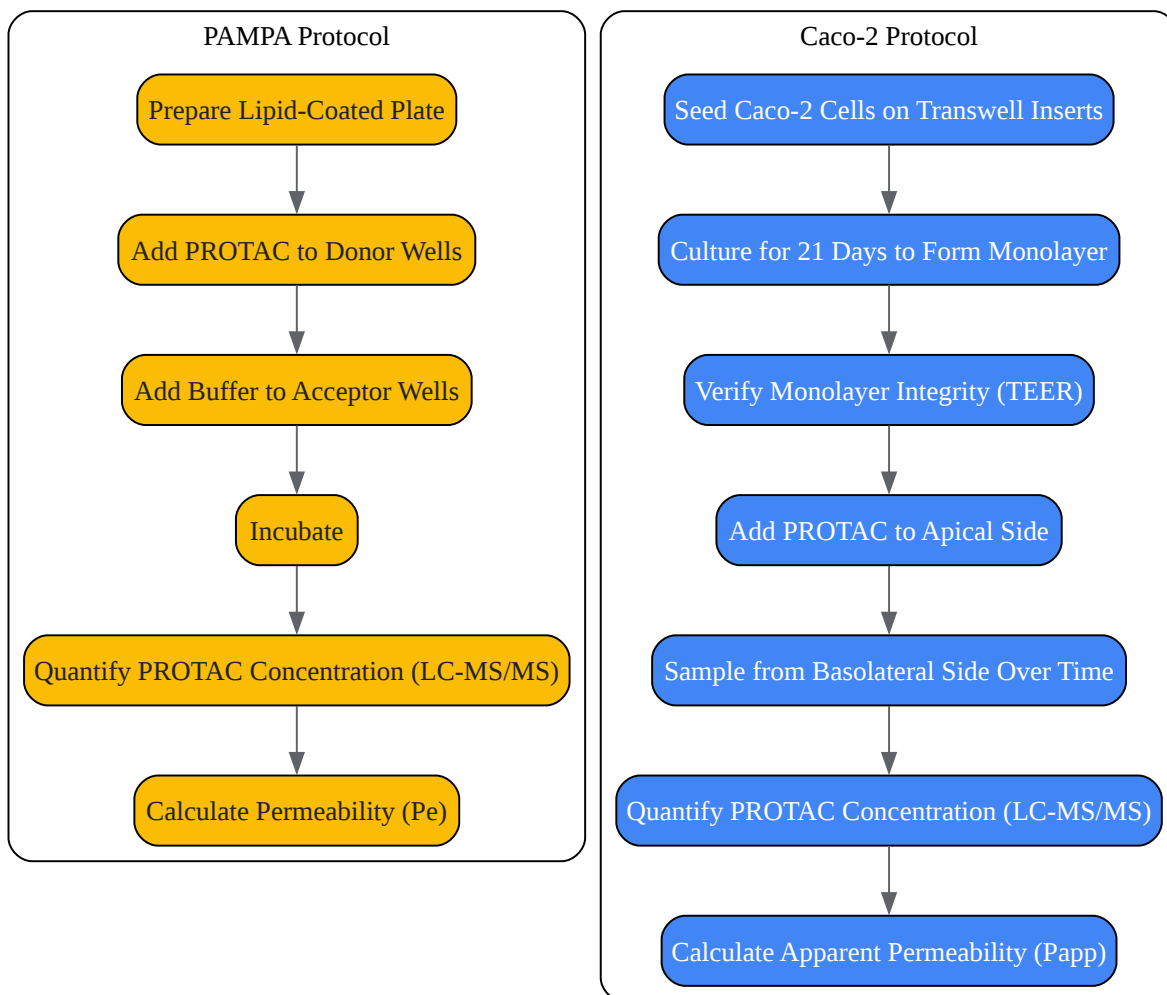 PAMPA Protocol
Prepare Lipid-Coated Plate
Add PROTAC to Donor Wells
Add Buffer to Acceptor Wells
Incubate
Quantify PROTAC Concentration (LC-MS/MS)
Calculate Permeability (Pe)
Caco-2 Protocol
Seed Caco-2 Cells on Transwell Inserts
Culture for 21 Days to Form Monolayer
Verify Monolayer Integrity (TEER)
Add PROTAC to Apical Side
Sample from Basolateral Side Over Time
Quantify PROTAC Concentration (LC-MS/MS)
Calculate Apparent Permeability (Papp)